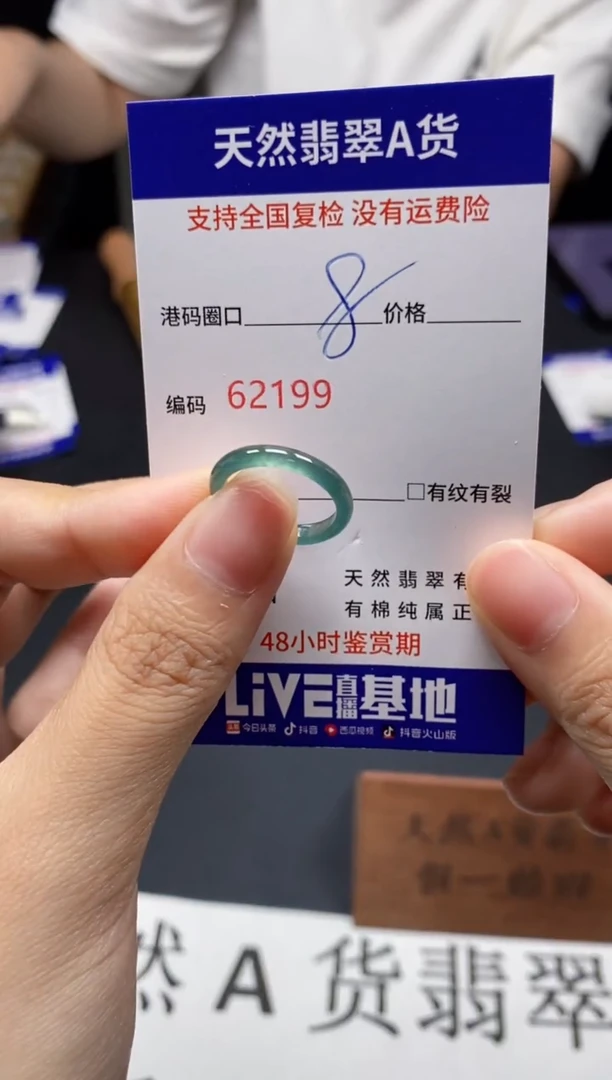 天然翡翠A货
支持全国复检 没有运费险
港码圈口 8 价格
编码 62199
□有纹有裂
天然翡翠有
有棉纯属正
48小时鉴赏期
LiVE直播基地
今日头条 抖音 西瓜视频 抖音火山版
然A货翡翠